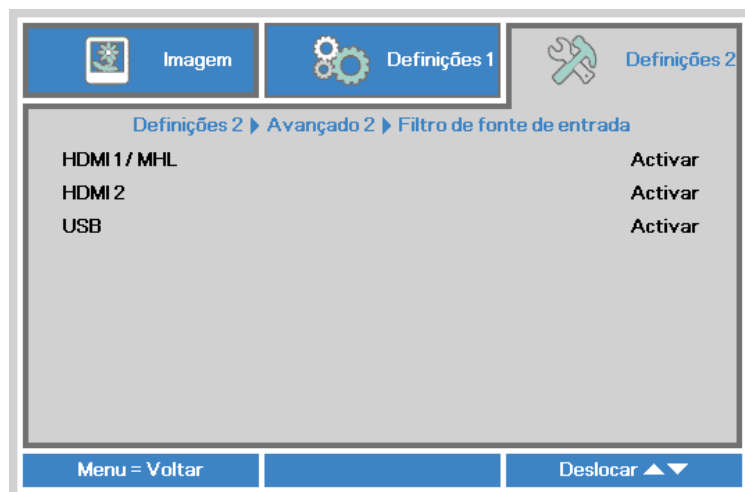 Imagem
Definições 1
Definições 2
Definições 2 ▶ Avançado 2 ▶ Filtro de fonte de entrada
HDMI 1 / MHL Activar
HDMI 2 Activar
USB Activar
Menu = Voltar
Deslocar ▲▼